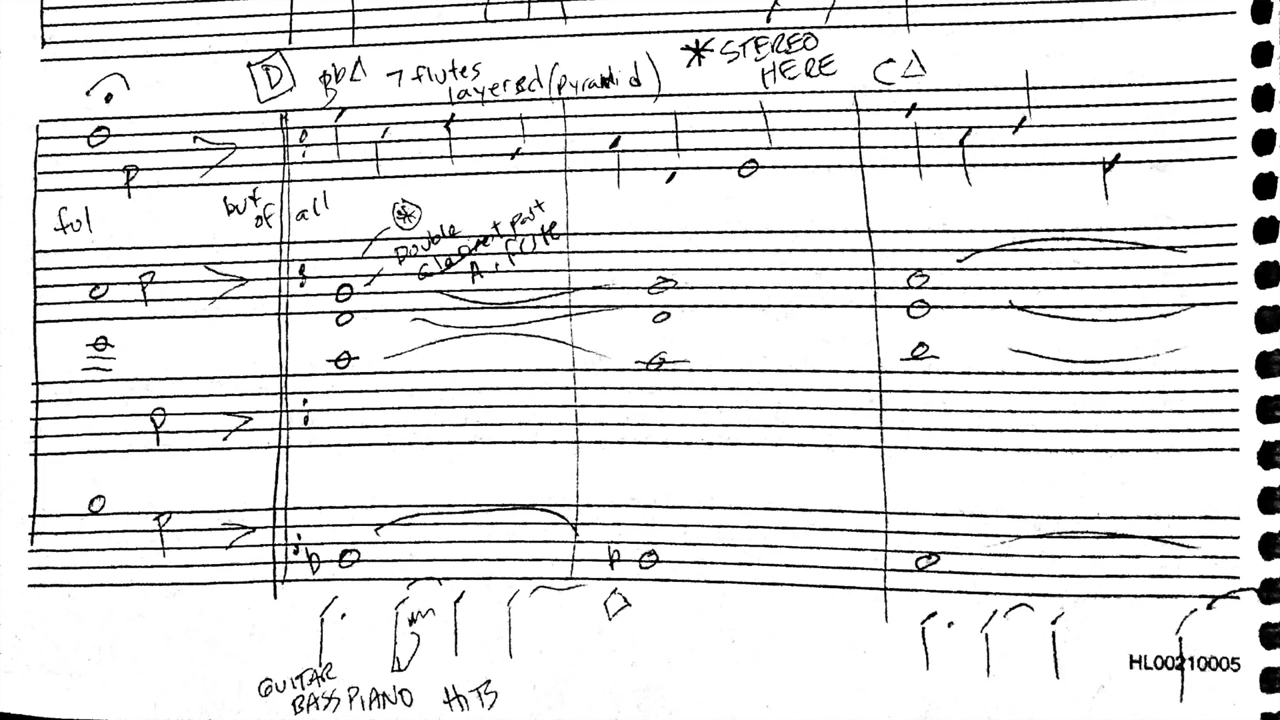 D BbΔ 7 flutes * STEREO
layered (pyramid) HERE CΔ
p
ful but all
of
*
Double
Clarinet part
p A. flute
p
p
GUITAR
BASS PIANO HITS
HL00210005